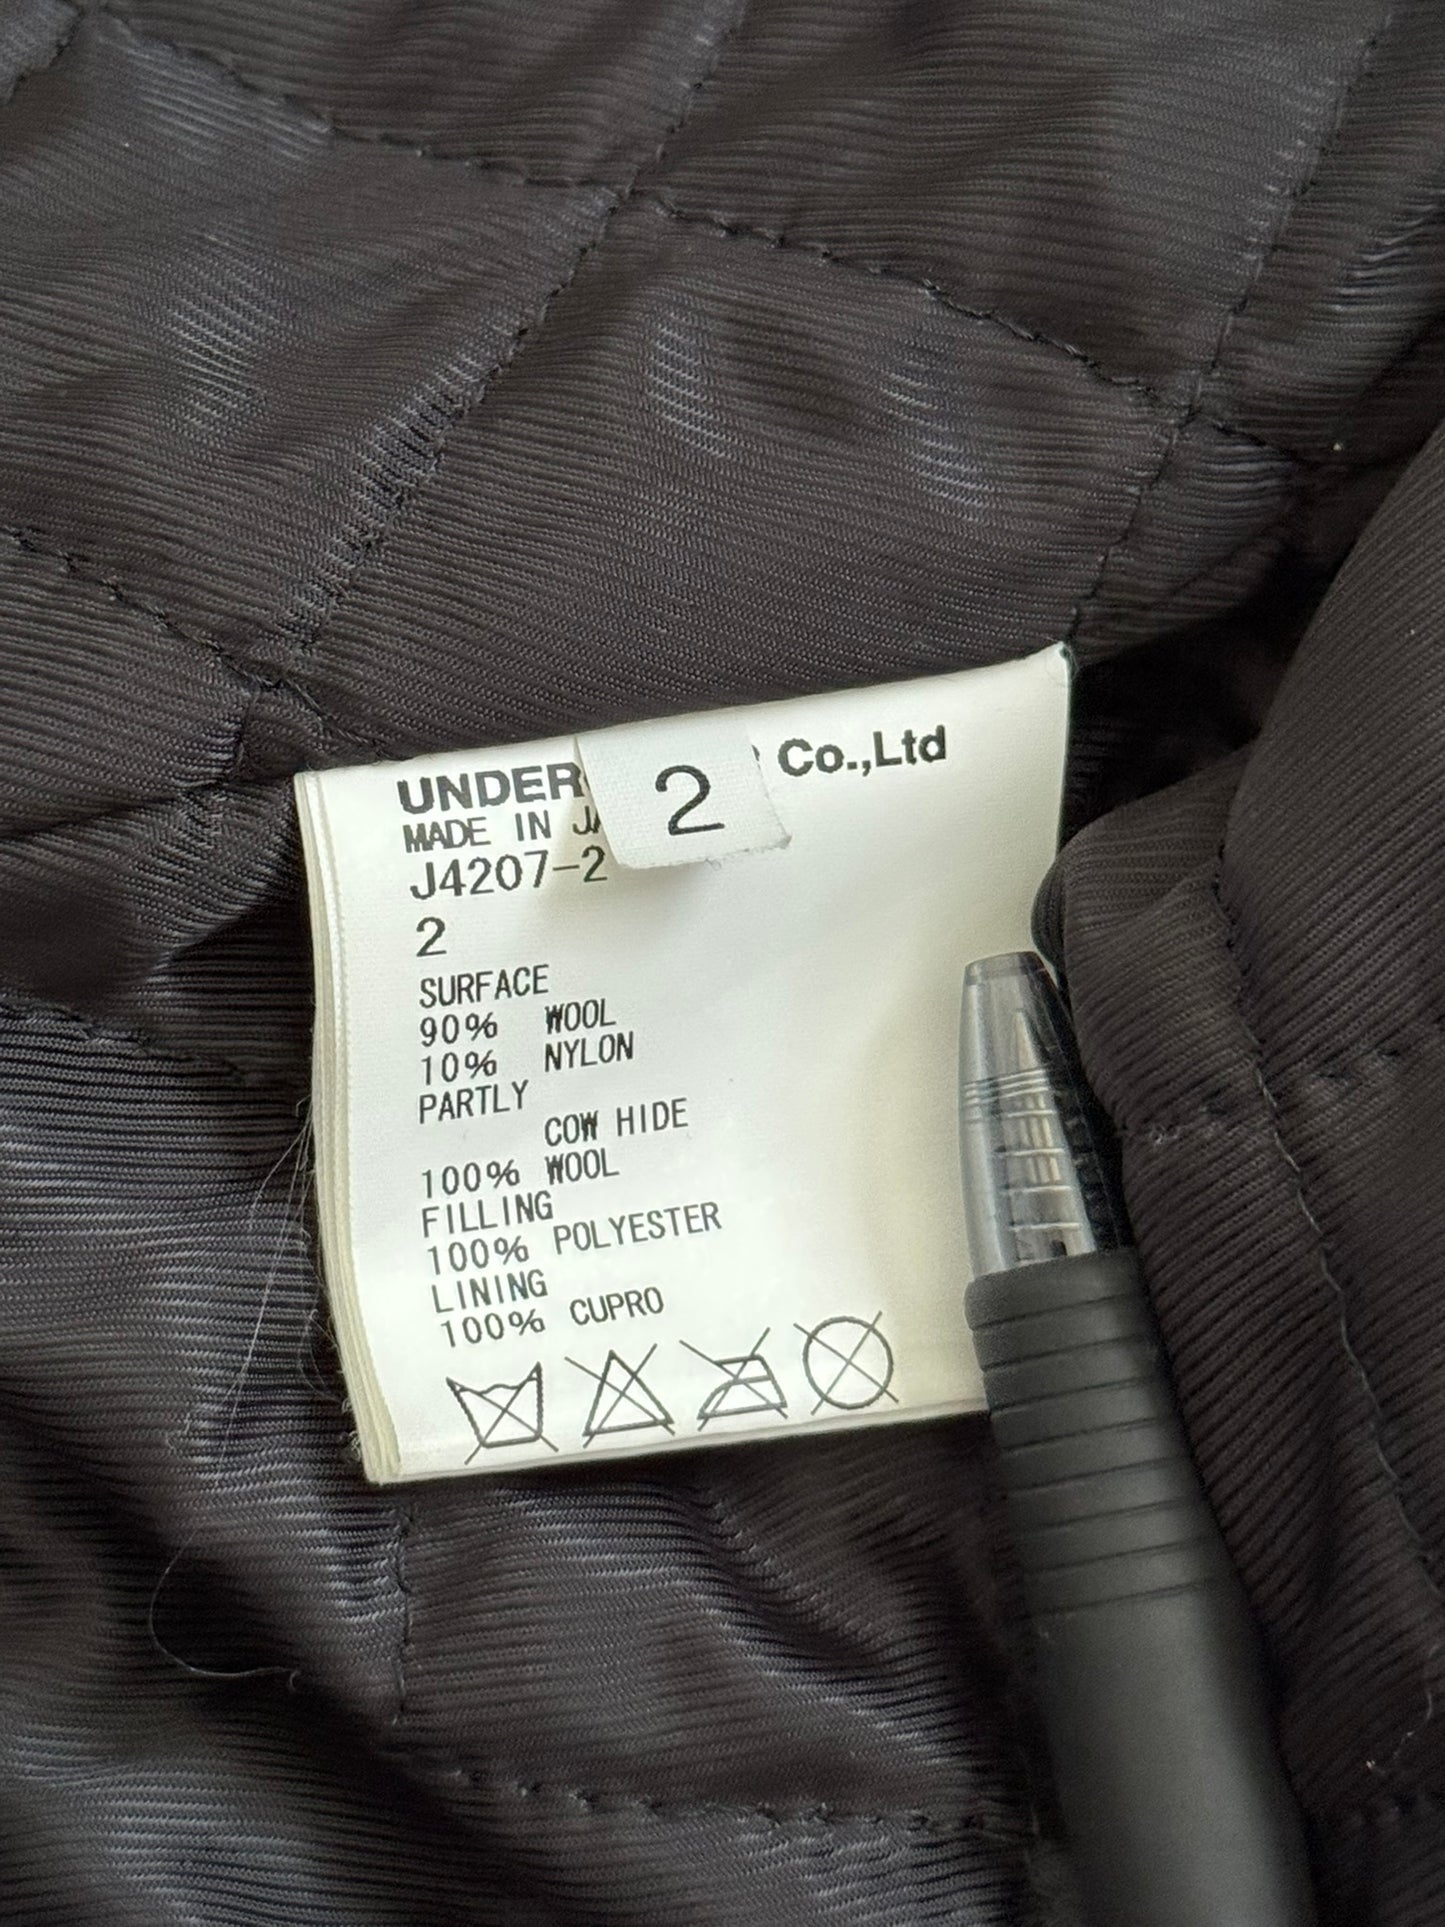 UNDER Co.,Ltd
2
MADE IN
J4207-2
2
SURFACE
90% WOOL
10% NYLON
PARTLY
COW HIDE
100% WOOL
FILLING
100% POLYESTER
LINING
100% CUPRO